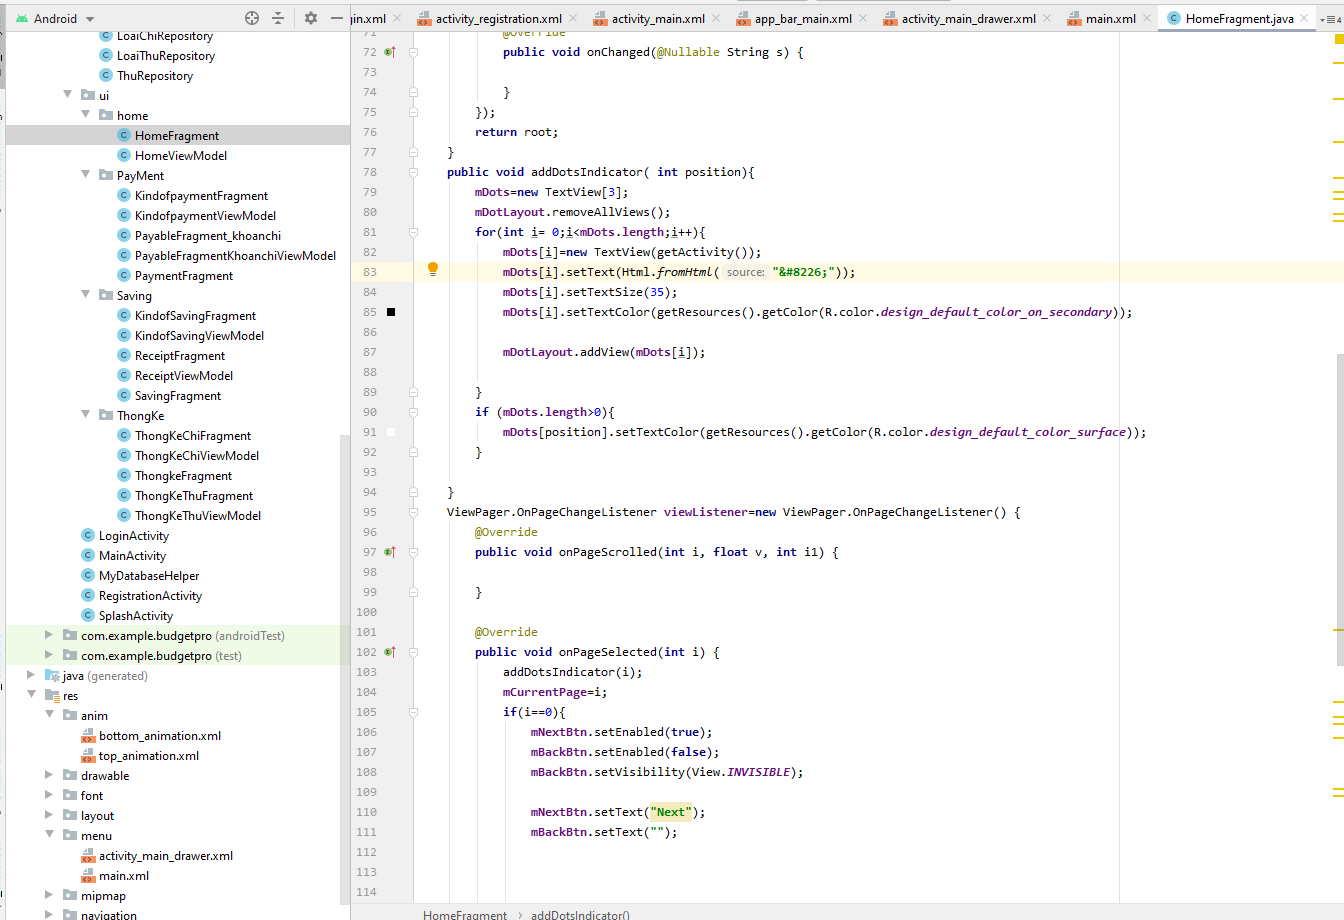 Android
gin.xml
activity_registration.xml
activity_main.xml
app_bar_main.xml
activity_main_drawer.xml
main.xml
HomeFragment.java
4
LoaiChiRepository
LoaiThuRepository
ThuRepository
ui
home
HomeFragment
HomeViewModel
PayMent
KindofpaymentFragment
KindofpaymentViewModel
PayableFragment_khoanchi
PayableFragmentKhoanchiViewModel
PaymentFragment
Saving
KindofSavingFragment
KindofSavingViewModel
ReceiptFragment
ReceiptViewModel
SavingFragment
ThongKe
ThongKeChiFragment
ThongKeChiViewModel
ThongkeFragment
ThongKeThuFragment
ThongKeThuViewModel
LoginActivity
MainActivity
MyDatabaseHelper
RegistrationActivity
SplashActivity
com.example.budgetpro (androidTest)
com.example.budgetpro (test)
java (generated)
res
anim
bottom_animation.xml
top_animation.xml
drawable
font
layout
menu
activity_main_drawer.xml
main.xml
mipmap
navigation
71 @Override
72 public void onChanged(@Nullable String s) {
73
74 }
75 });
76 return root;
77 }
78 public void addDotsIndicator( int position){
79 mDots=new TextView[3];
80 mDotLayout.removeAllViews();
81 for(int i= 0;i<mDots.length;i++){
82 mDots[i]=new TextView(getActivity());
83 mDots[i].setText(Html.fromHtml( source: "&#8226;"));
84 mDots[i].setTextSize(35);
85 mDots[i].setTextColor(getResources().getColor(R.color.design_default_color_on_secondary));
86
87 mDotLayout.addView(mDots[i]);
88
89 }
90 if (mDots.length>0){
91 mDots[position].setTextColor(getResources().getColor(R.color.design_default_color_surface));
92 }
93
94 }
95 ViewPager.OnPageChangeListener viewListener=new ViewPager.OnPageChangeListener() {
96 @Override
97 public void onPageScrolled(int i, float v, int i1) {
98
99 }
100
101 @Override
102 public void onPageSelected(int i) {
103 addDotsIndicator(i);
104 mCurrentPage=i;
105 if(i==0){
106 mNextBtn.setEnabled(true);
107 mBackBtn.setEnabled(false);
108 mBackBtn.setVisibility(View.INVISIBLE);
109
110 mNextBtn.setText("Next");
111 mBackBtn.setText("");
112
113
114
HomeFragment › addDotsIndicator()